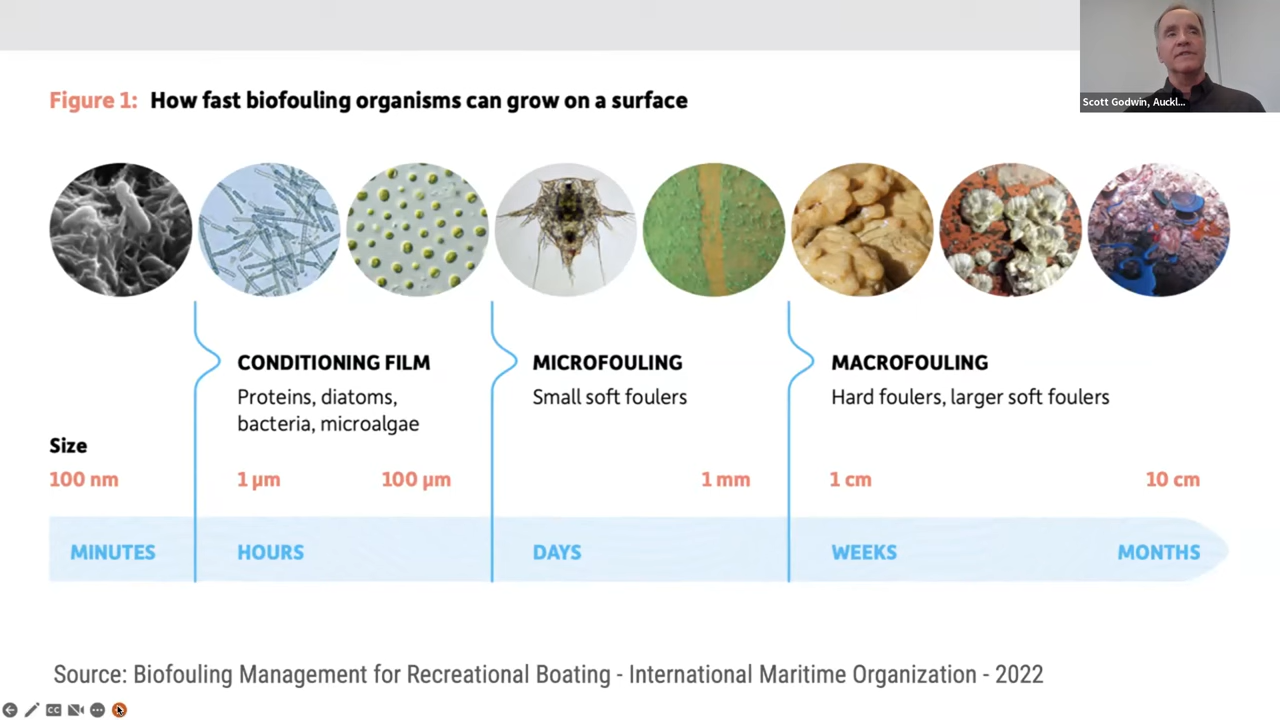 Scott Godwin, Auckl...
Figure 1: How fast biofouling organisms can grow on a surface
CONDITIONING FILM
Proteins, diatoms,
bacteria, microalgae
MICROFOULING
Small soft foulers
MACROFOULING
Hard foulers, larger soft foulers
Size
100 nm 1 µm 100 µm 1 mm 1 cm 10 cm
MINUTES HOURS DAYS WEEKS MONTHS
Source: Biofouling Management for Recreational Boating - International Maritime Organization - 2022
CC